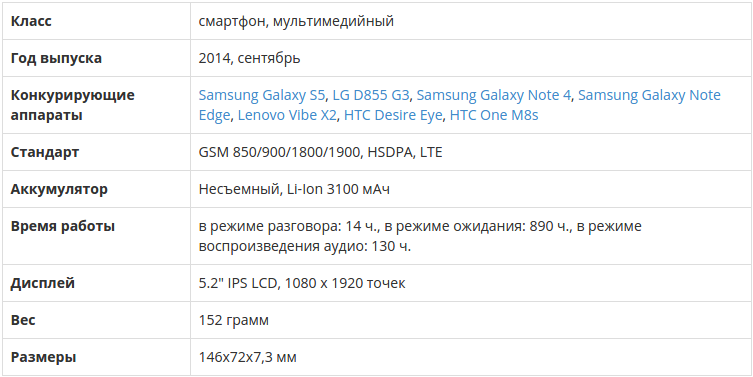 Класс смартфон, мультимедийный
Год выпуска 2014, сентябрь
Конкурирующие аппараты Samsung Galaxy S5, LG D855 G3, Samsung Galaxy Note 4, Samsung Galaxy Note
Edge, Lenovo Vibe X2, HTC Desire Eye, HTC One M8s
Стандарт GSM 850/900/1800/1900, HSDPA, LTE
Аккумулятор Несъемный, Li-Ion 3100 мАч
Время работы в режиме разговора: 14 ч., в режиме ожидания: 890 ч., в режиме
воспроизведения аудио: 130 ч.
Дисплей 5.2" IPS LCD, 1080 x 1920 точек
Вес 152 грамм
Размеры 146x72x7,3 мм